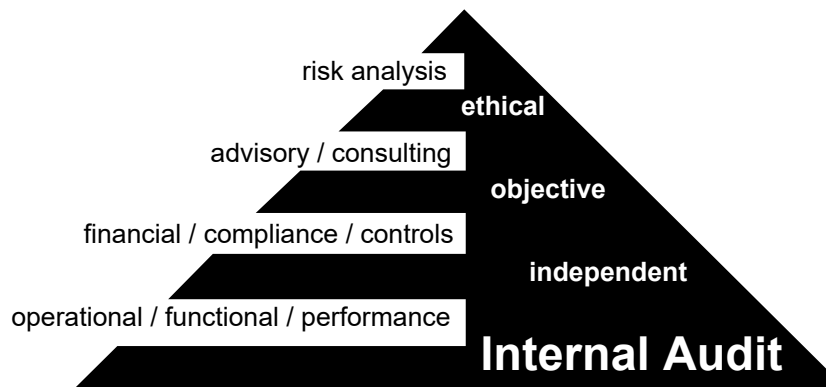 risk analysis
ethical
advisory / consulting
objective
financial / compliance / controls
independent
operational / functional / performance
Internal Audit